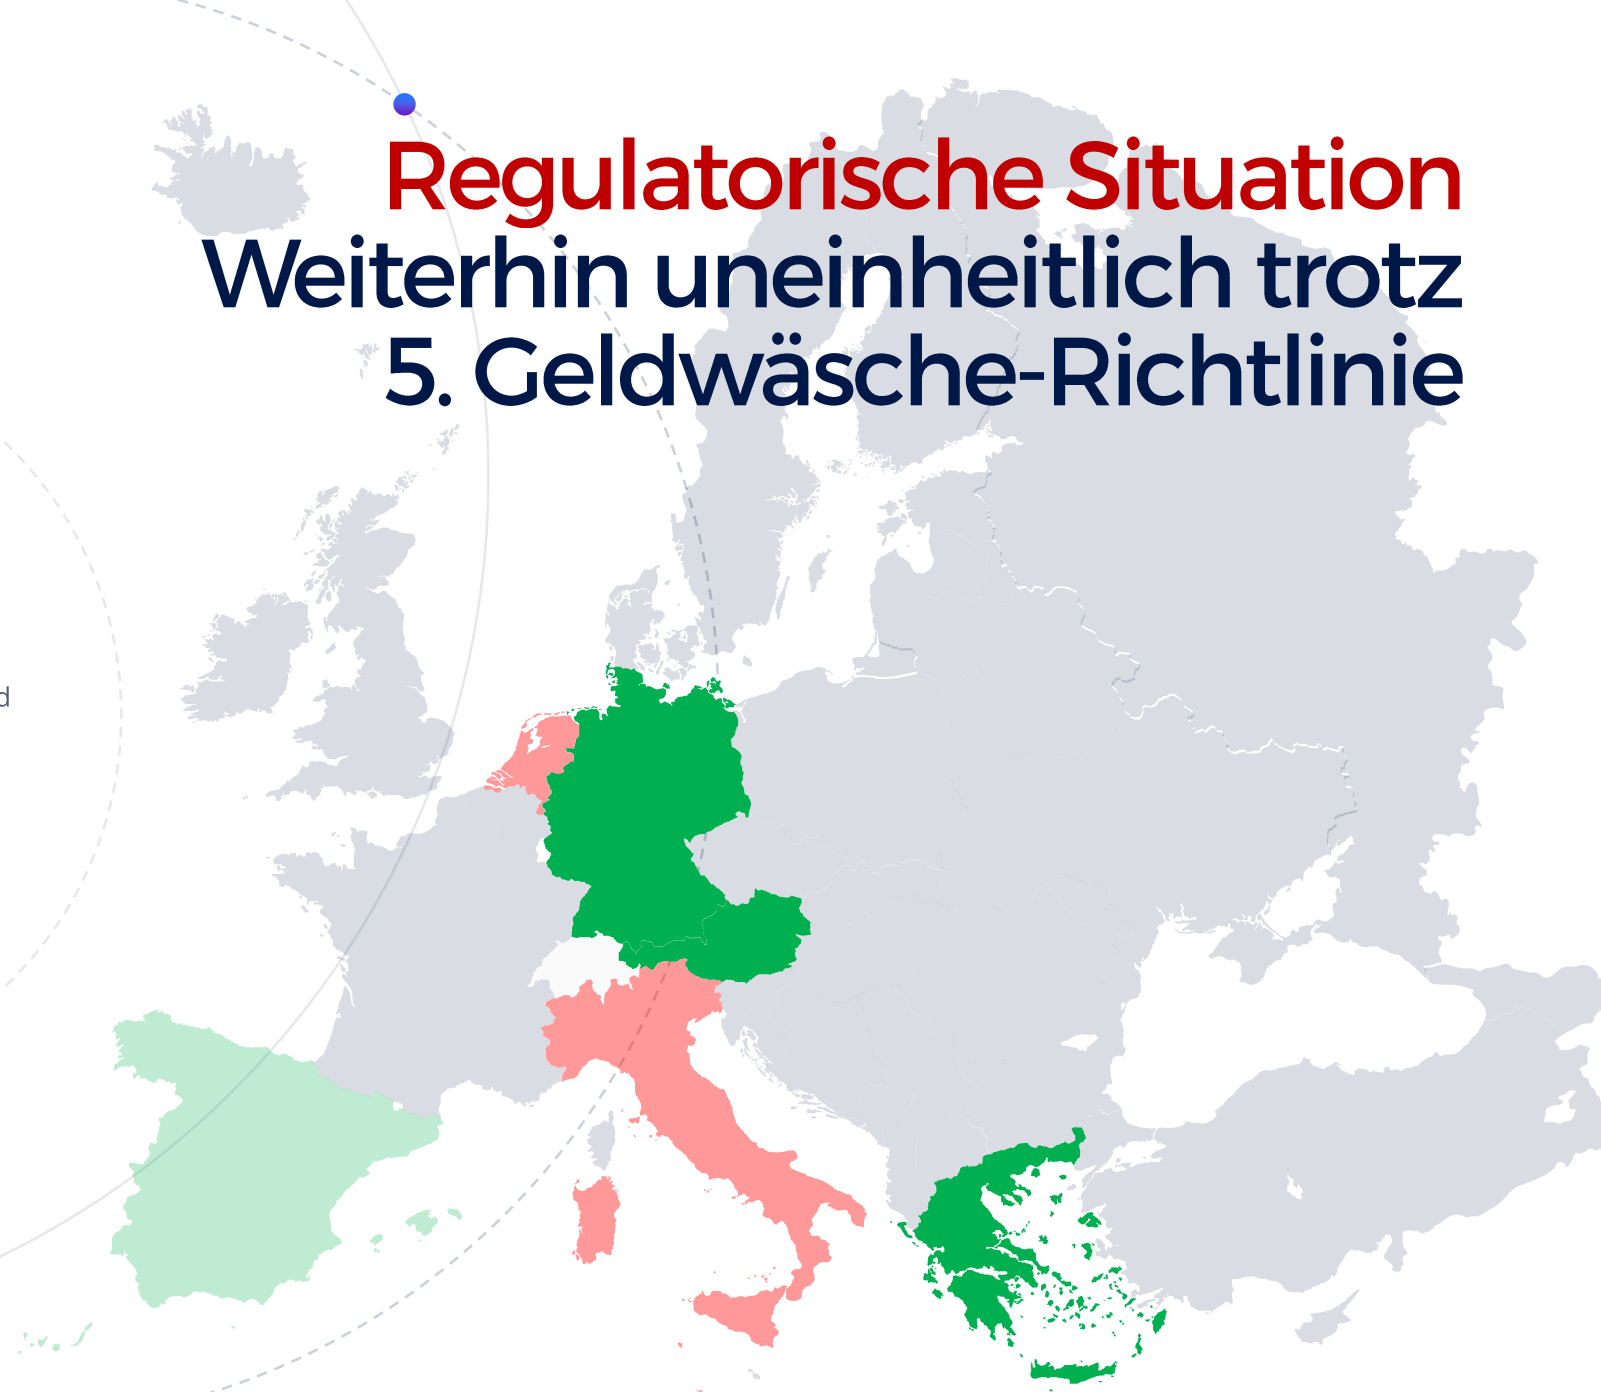 Regulatorische Situation
Weiterhin uneinheitlich trotz
5. Geldwäsche-Richtlinie
d